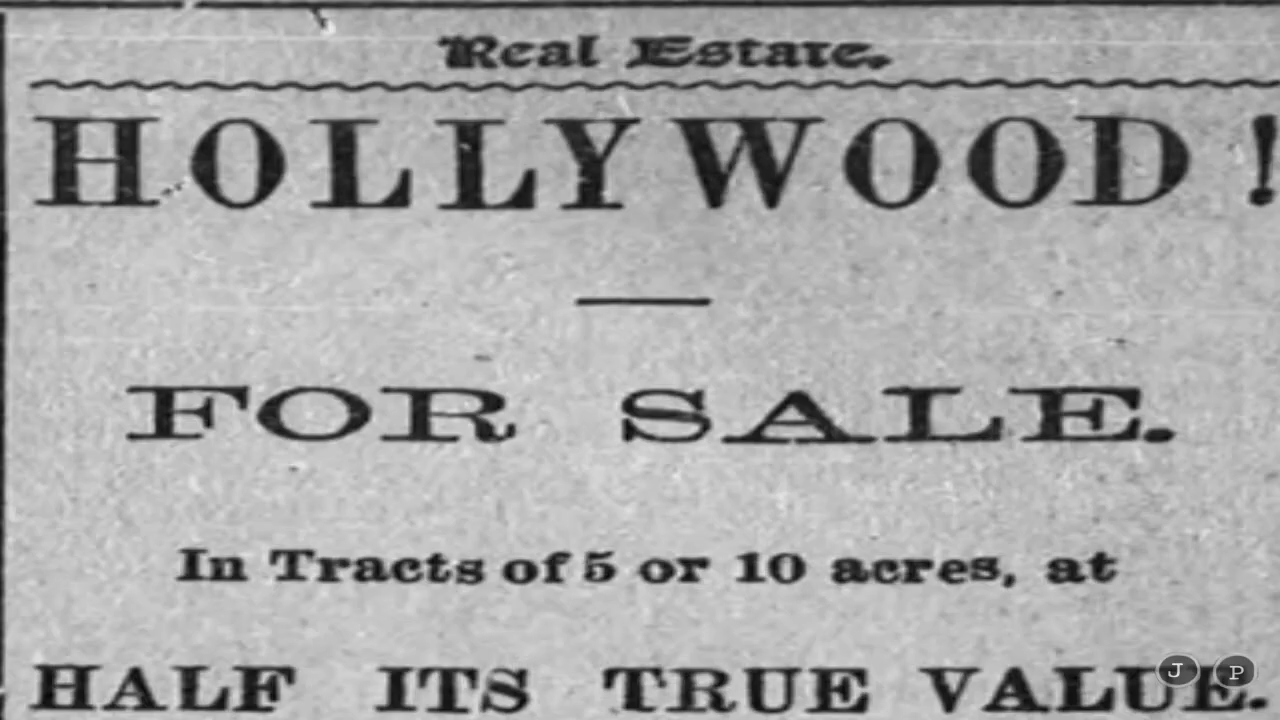 Real Estate.
HOLLYWOOD!
FOR SALE.
In Tracts of 5 or 10 acres, at
HALF ITS TRUE VALUE.
J P